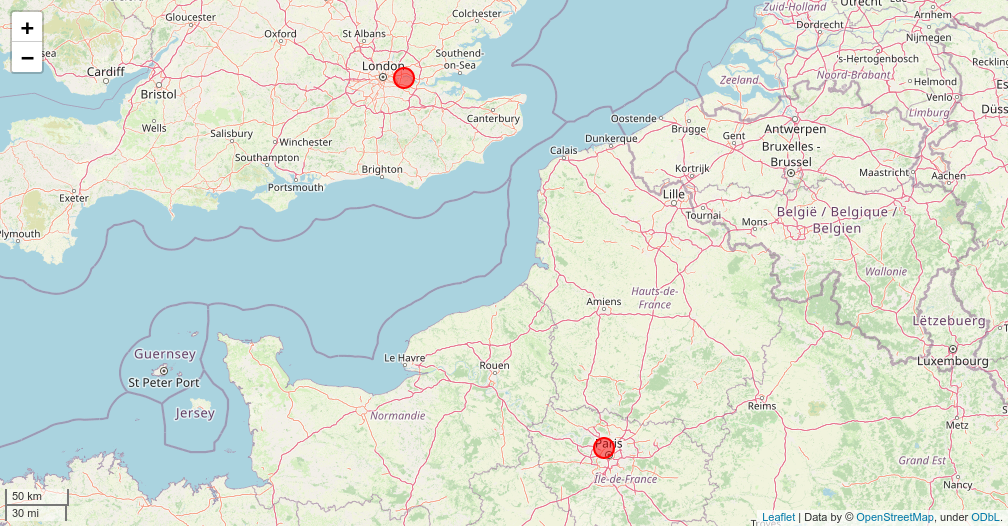 +
−
Gloucester
Colchester
Zuid-Holland
Utrecht
Arnhem
Oxford
St Albans
Dordrecht
Nijmegen
sea
Southend-
on-Sea
's-Hertogenbosch
Cardiff
London
Zeeland
Noord-Brabant
Helmond
Es
Bristol
Venlo
Düss
Canterbury
Oostende
Limburg
Wells
Salisbury
Winchester
Dunkerque
Brugge
Gent
Antwerpen
Southampton
Brighton
Calais
Bruxelles -
Brussel
Portsmouth
Kortrijk
Maastricht
Aachen
Exeter
Lille
Tournai
Mons
België / Belgique /
Belgien
Plymouth
Wallonie
Hauts-de-
France
Amiens
Lëtzebuerg
Guernsey
St Peter Port
Le Havre
Rouen
Luxembourg
Jersey
Normandie
Reims
Metz
Paris
Île-de-France
Grand Est
Nancy
50 km
30 mi
Leaflet | Data by © OpenStreetMap, under ODbL.